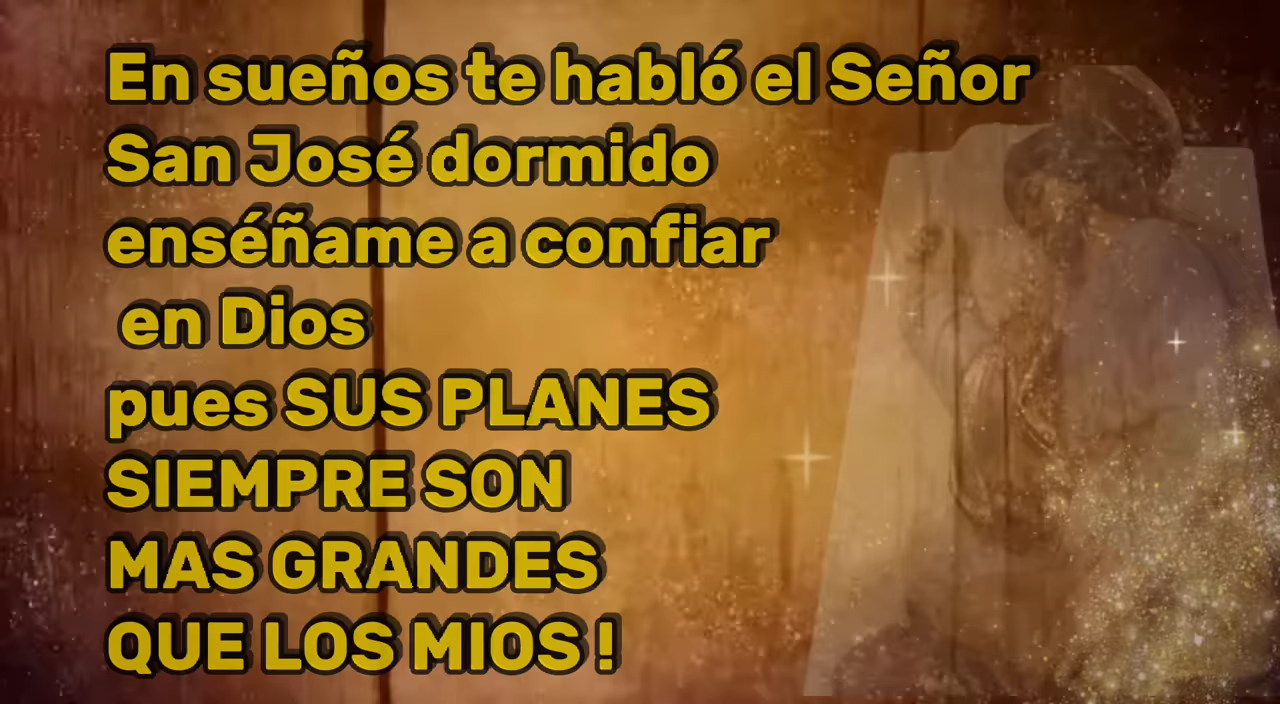 En sueños te habló el Señor
San José dormido
enséñame a confiar
en Dios
pues SUS PLANES
SIEMPRE SON
MAS GRANDES
QUE LOS MIOS !